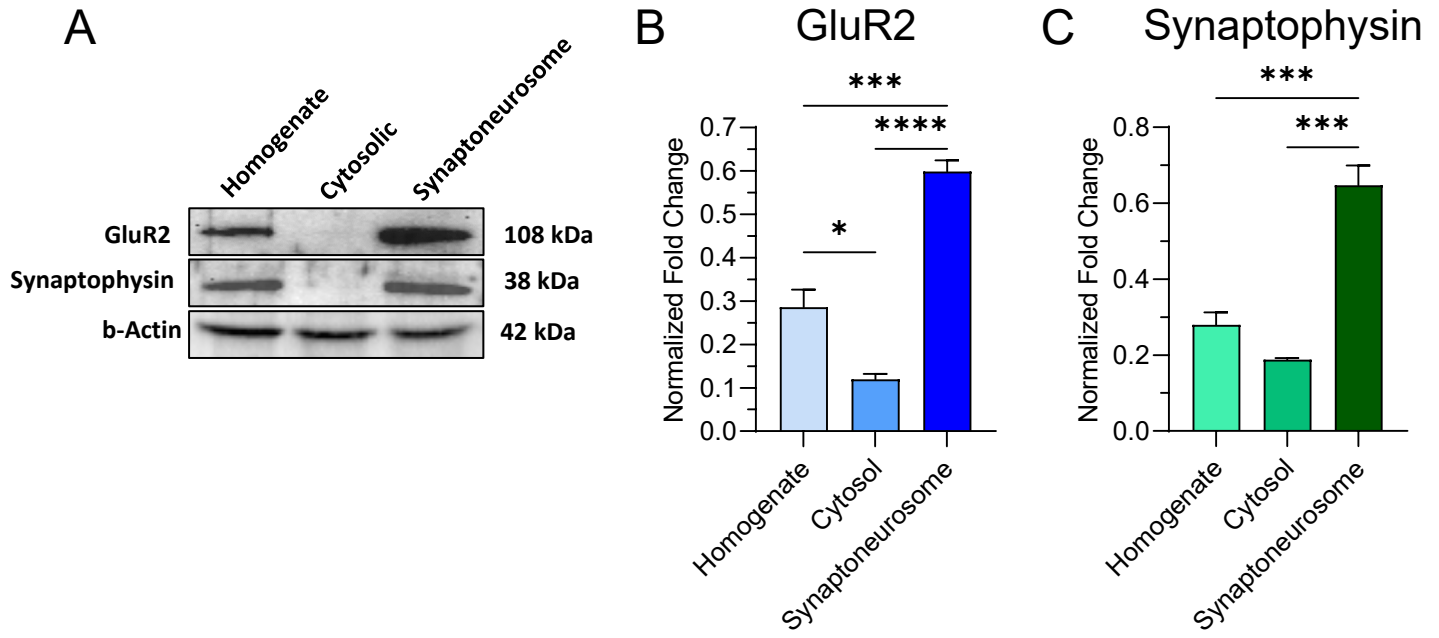 A
Homogenate
Cytosolic
Synaptoneurosome
GluR2
108 kDa
Synaptophysin
38 kDa
b-Actin
42 kDa
B
GluR2
***
****
*
Normalized Fold Change
0.7
0.6
0.5
0.4
0.3
0.2
0.1
0.0
Homogenate
Cytosol
Synaptoneurosome
C
Synaptophysin
***
***
Normalized Fold Change
0.8
0.6
0.4
0.2
0.0
Homogenate
Cytosol
Synaptoneurosome